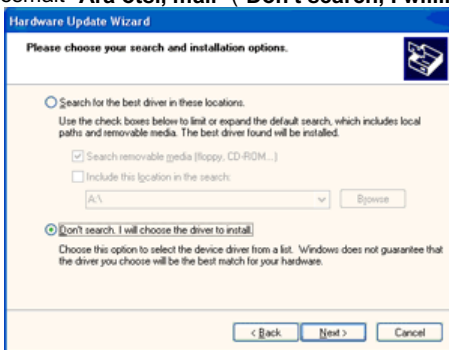 otsi, Don't search, I
Hardware Update Wizard
Please choose your search and installation options.
Search for the best driver in these locations.
Use the check boxes below to limit or expand the default search, which includes local
paths and removable media. The best driver found will be installed.
Search removable media (floppy, CD-ROM...)
Include this location in the search:
A:\
Browse
Don't search. I will choose the driver to install.
Choose this option to select the device driver from a list. Windows does not guarantee that
the driver you choose will be the best match for your hardware.
< Back Next > Cancel